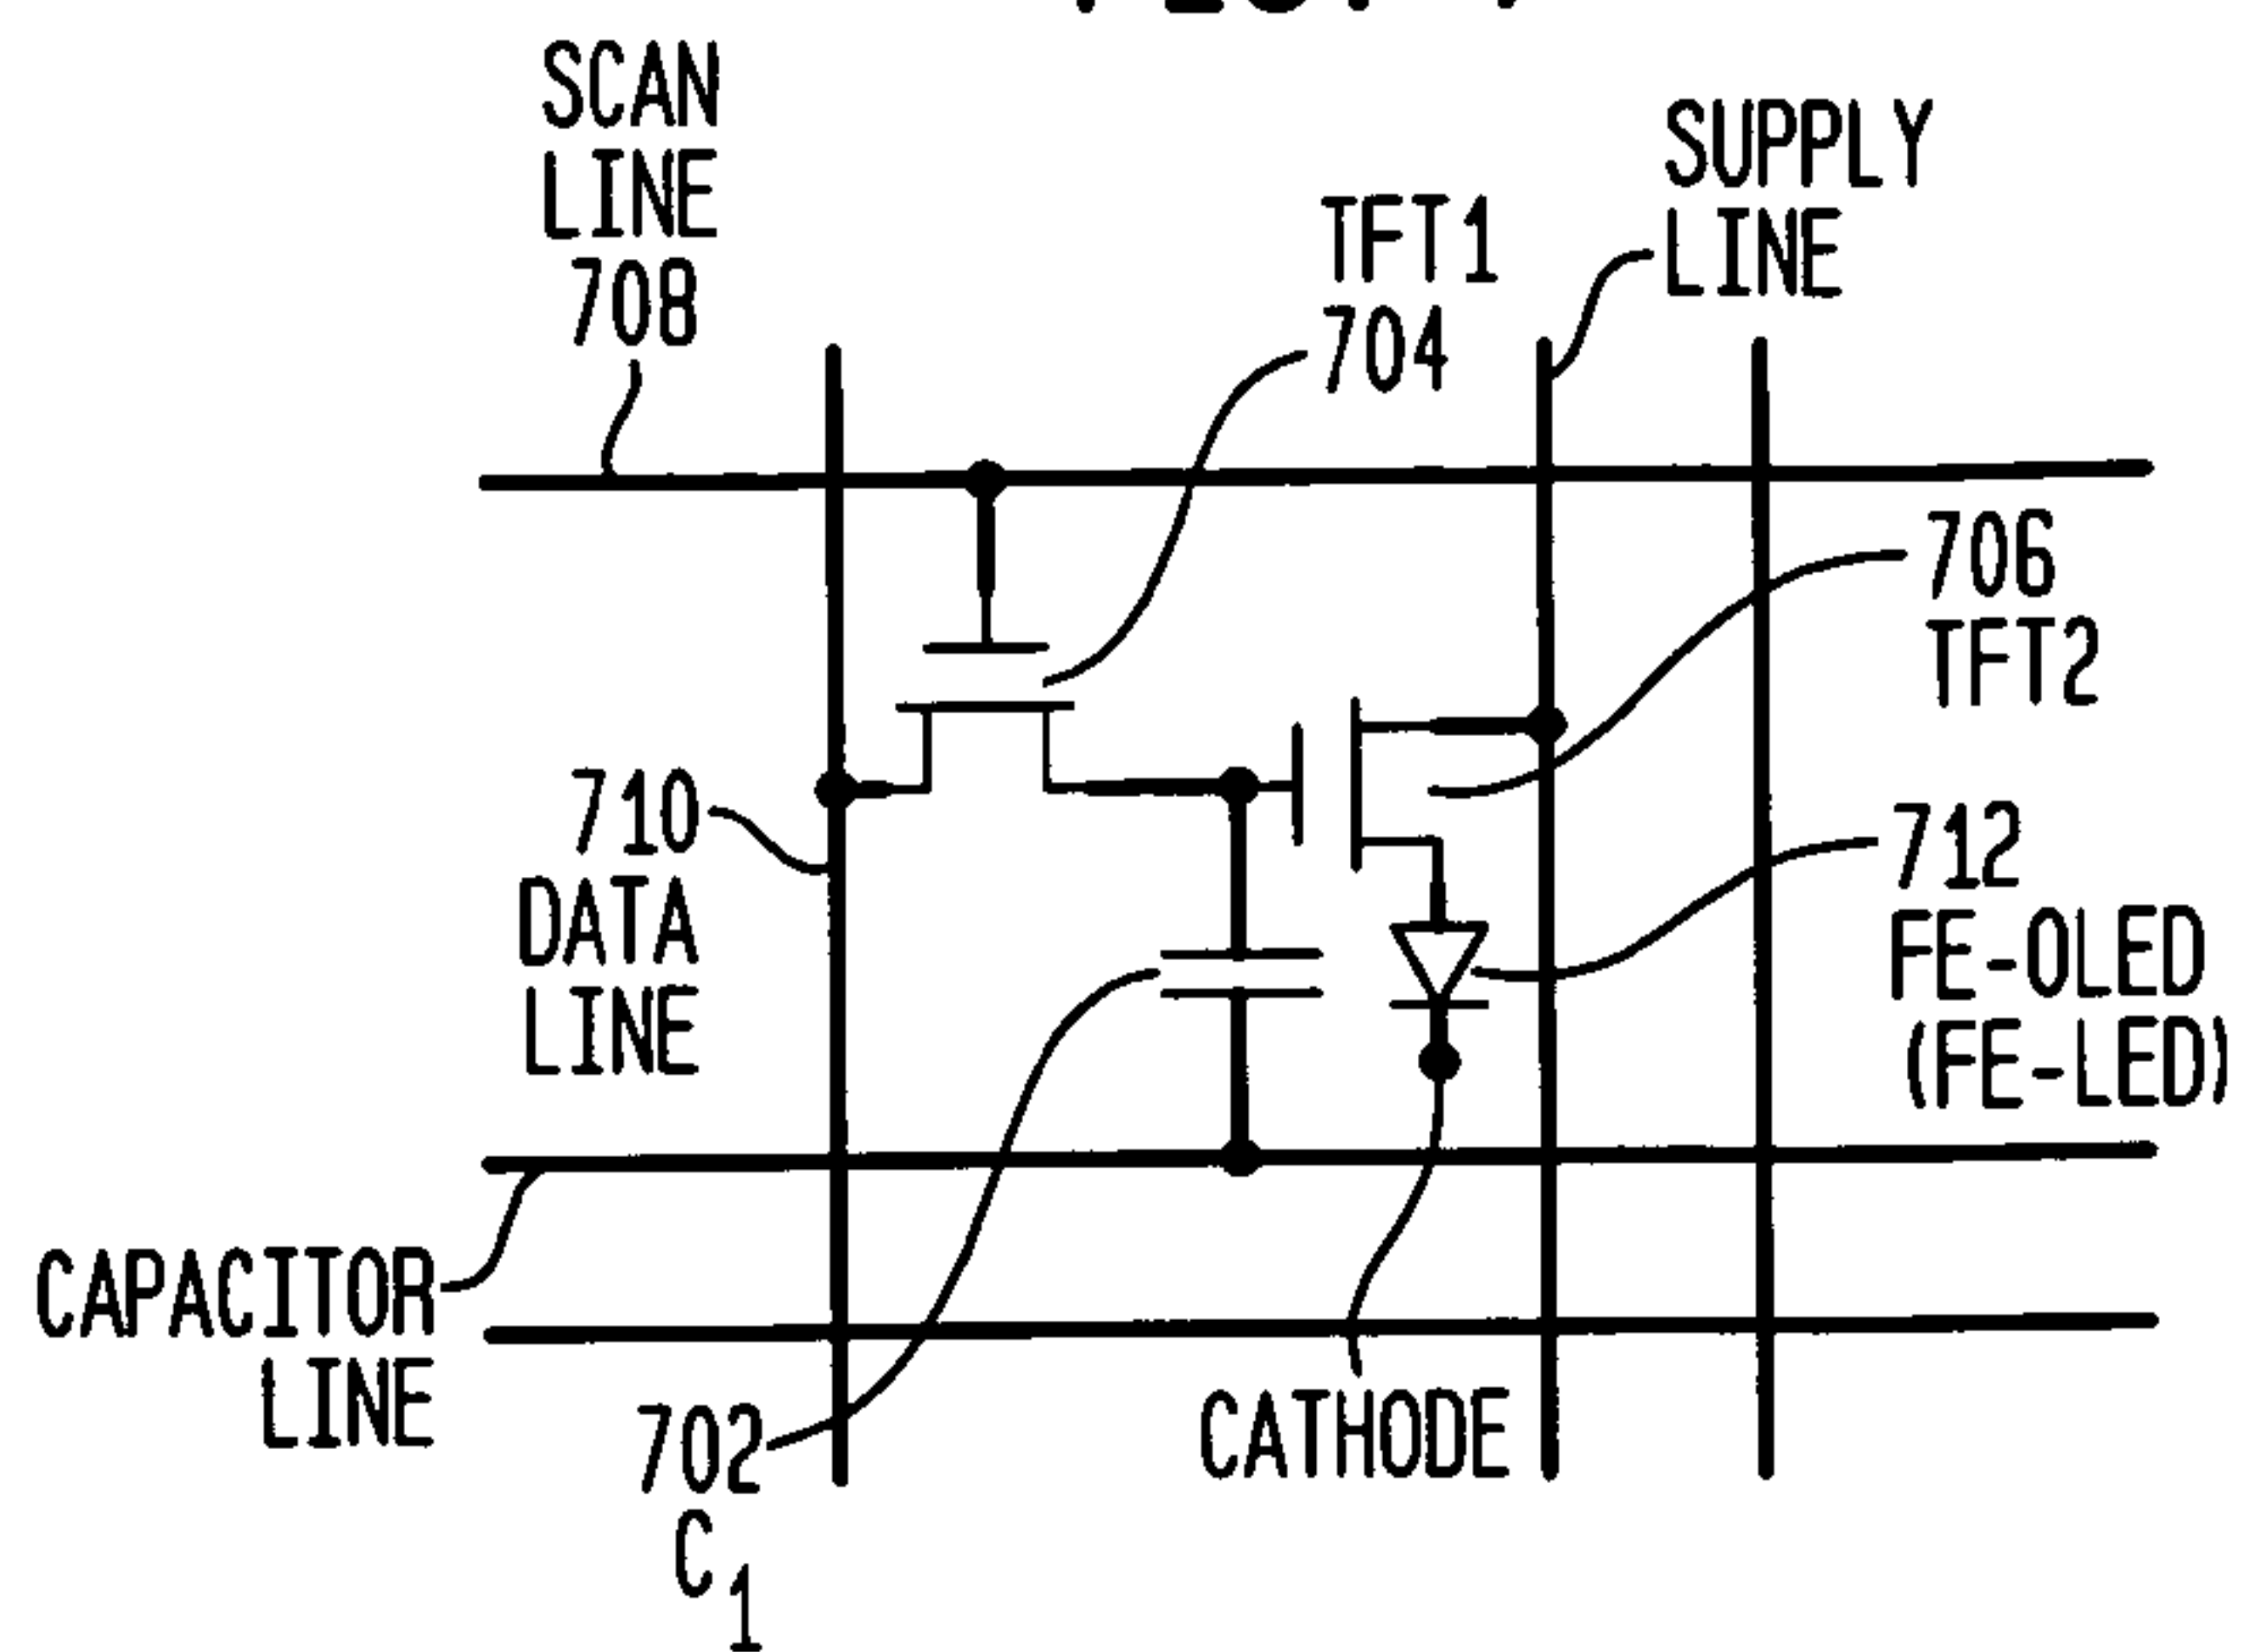 SCAN
LINE
708
SUPPLY
LINE
TFT1
704
706
TFT2
710
DATA
LINE
712
FE-OLED
(FE-LED)
CAPACITOR
LINE
702
C1
CATHODE